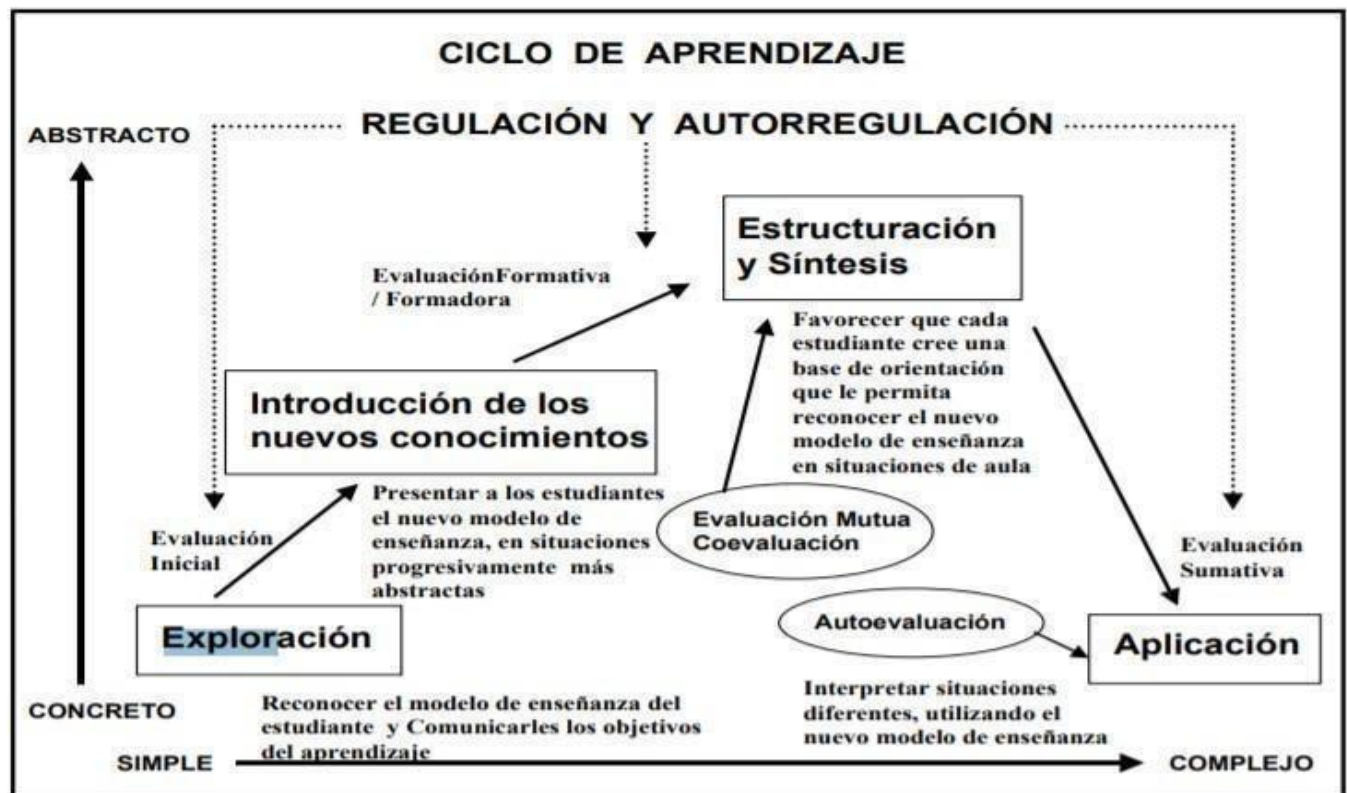 CICLO DE APRENDIZAJE
REGULACIÓN Y AUTORREGULACIÓN
ABSTRACTO
Estructuración
y Síntesis
EvaluaciónFormativa
/ Formadora
Favorecer que cada
estudiante cree una
base de orientación
que le permita
reconocer el nuevo
modelo de enseñanza
en situaciones de aula
Introducción de los
nuevos conocimientos
Presentar a los estudiantes
el nuevo modelo de
enseñanza, en situaciones
progresivamente más
abstractas
Evaluación Mutua
Coevaluación
Evaluación
Inicial
Evaluación
Sumativa
Exploración
Autoevaluación
Aplicación
Reconocer el modelo de enseñanza del
estudiante y Comunicarles los objetivos
del aprendizaje
Interpretar situaciones
diferentes, utilizando el
nuevo modelo de enseñanza
CONCRETO
SIMPLE
COMPLEJO